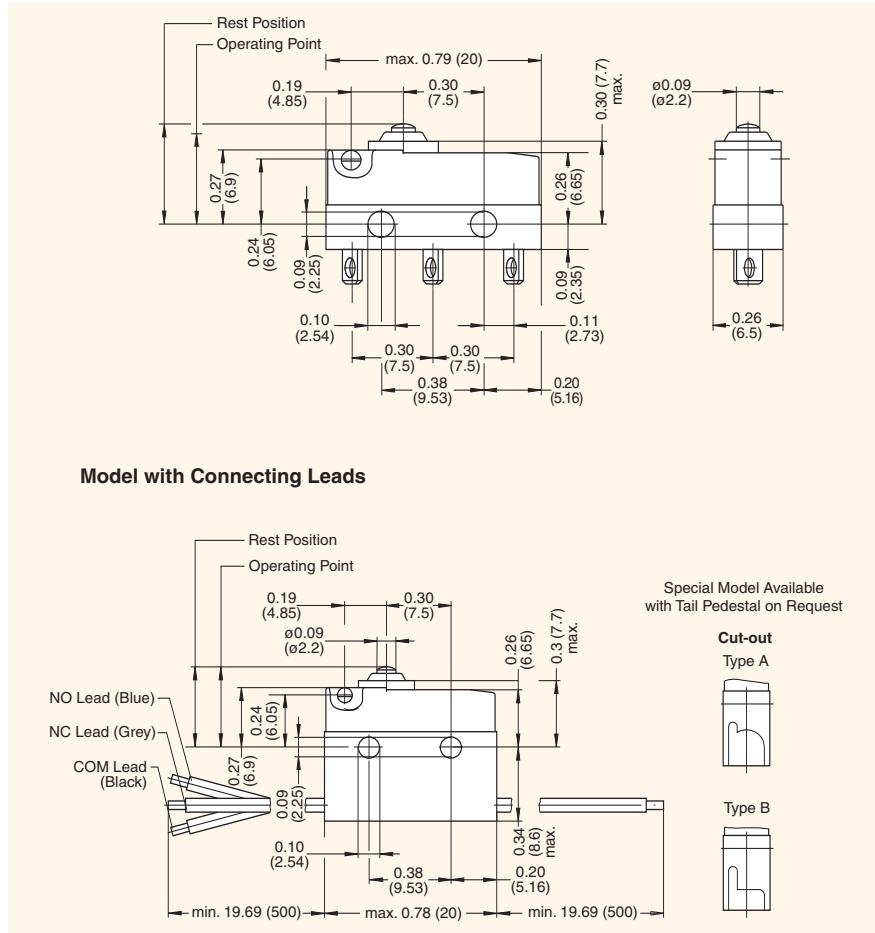 Rest Position
Operating Point
max. 0.79 (20)
0.19
(4.85)
0.30
(7.5)
0.30 (7.7)
max.
ø0.09
(ø2.2)
0.27
(6.9)
0.24
(6.05)
0.09
(2.25)
0.26
(6.65)
0.09
(2.35)
0.10
(2.54)
0.11
(2.73)
0.26
(6.5)
0.30
(7.5)
0.30
(7.5)
0.38
(9.53)
0.20
(5.16)
Model with Connecting Leads
Rest Position
Operating Point
0.19
(4.85)
0.30
(7.5)
ø0.09
(ø2.2)
0.26
(6.65)
0.3 (7.7)
max.
Special Model Available
with Tail Pedestal on Request
Cut-out
Type A
NO Lead (Blue)
NC Lead (Grey)
COM Lead
(Black)
0.24
(6.05)
0.27
(6.9)
0.09
(2.25)
0.34
(8.6)
max.
Type B
0.10
(2.54)
0.38
(9.53)
0.20
(5.16)
min. 19.69 (500)
max. 0.78 (20)
min. 19.69 (500)